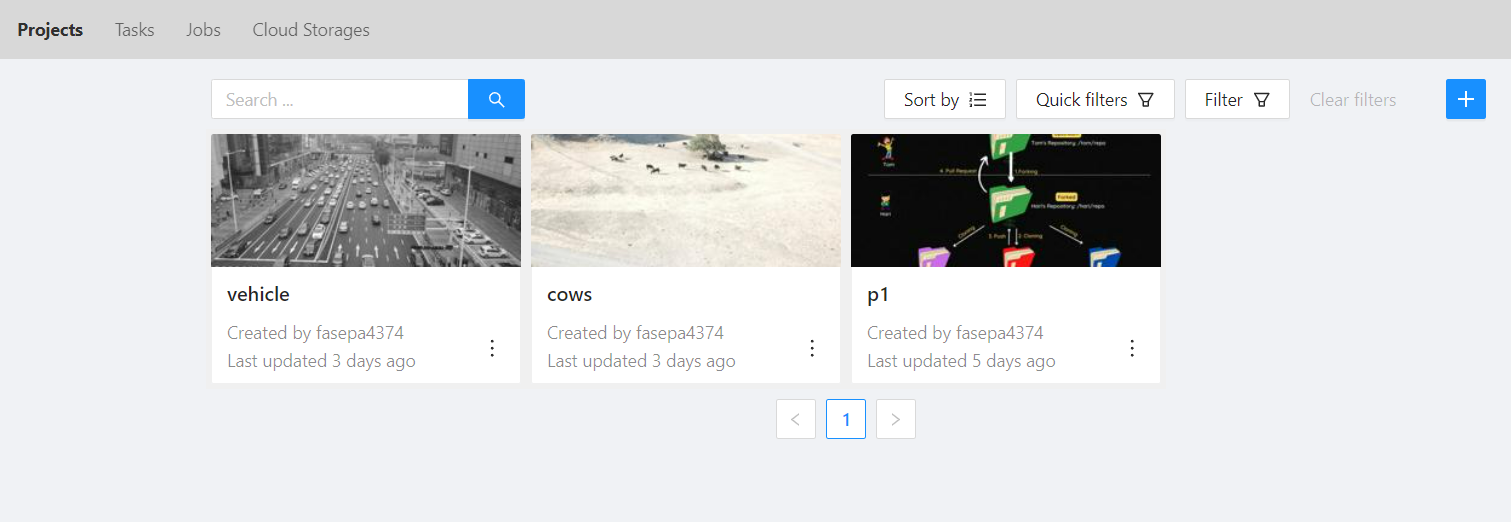 Projects Tasks Jobs Cloud Storages
Search ...
Sort by
Quick filters
Filter
Clear filters
Tom
Tom's Repository: /tom/repo
4. Pull Request
1.Forking
Forked
Hari
Hari's Repository: /hari/repo
Cloning
3. Push
2. Cloning
Cloning
vehicle
Created by fasepa4374
Last updated 3 days ago
cows
Created by fasepa4374
Last updated 3 days ago
p1
Created by fasepa4374
Last updated 5 days ago
1